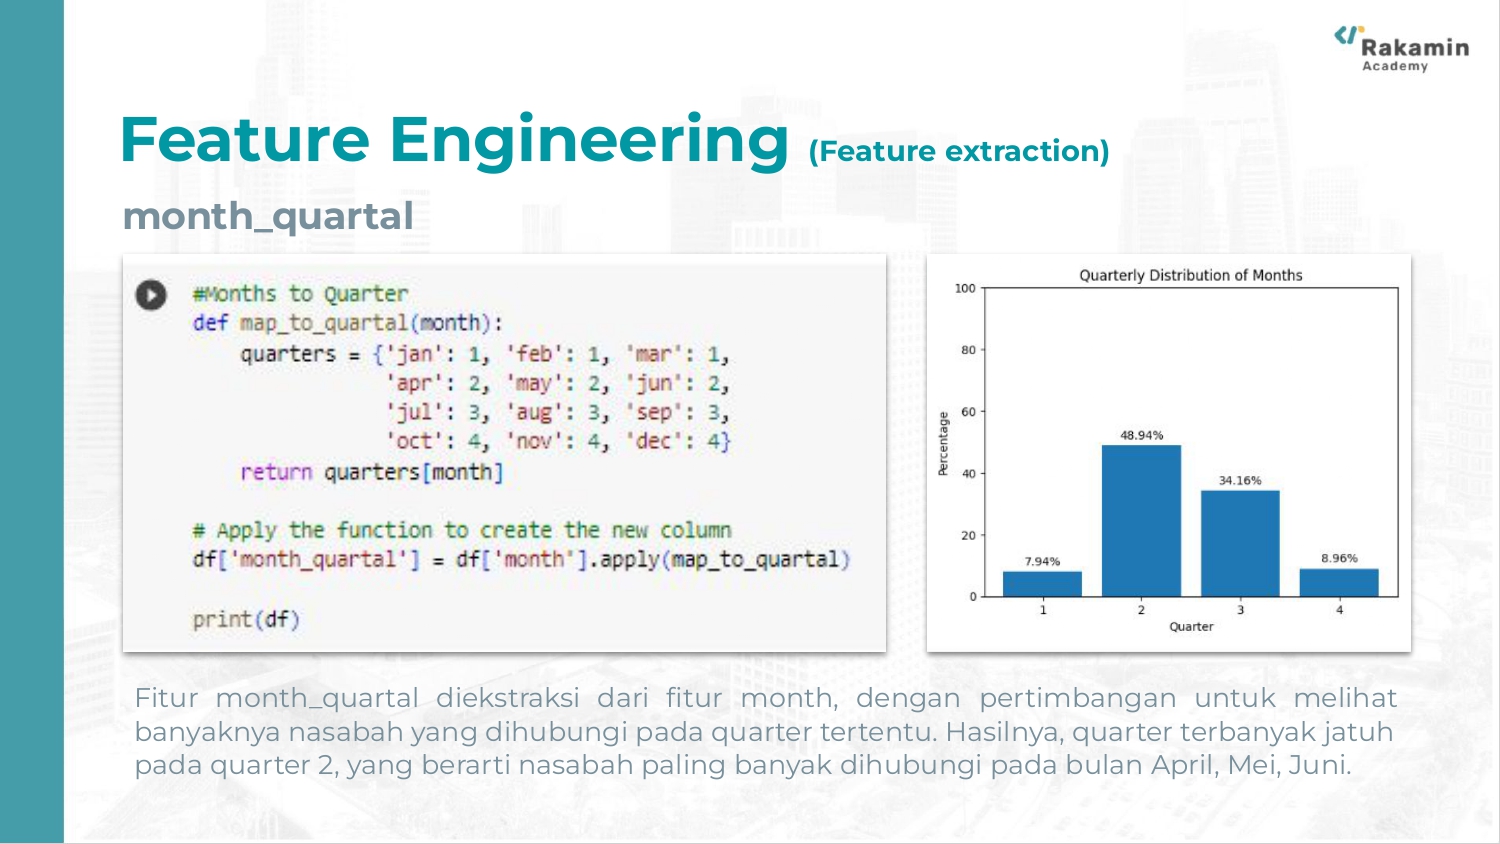 Rakamin
Academy
Feature Engineering (Feature extraction)
month_quartal
#Months to Quarter
def map_to_quartal(month):
    quarters = {'jan': 1, 'feb': 1, 'mar': 1,
                'apr': 2, 'may': 2, 'jun': 2,
                'jul': 3, 'aug': 3, 'sep': 3,
                'oct': 4, 'nov': 4, 'dec': 4}
    return quarters[month]
# Apply the function to create the new column
df['month_quartal'] = df['month'].apply(map_to_quartal)
print(df)
Quarterly Distribution of Months
100
80
60
40
20
0
Percentage
7.94%
48.94%
34.16%
8.96%
1 2 3 4
Quarter
Fitur month_quartal diekstraksi dari fitur month, dengan pertimbangan untuk melihat
banyaknya nasabah yang dihubungi pada quarter tertentu. Hasilnya, quarter terbanyak jatuh
pada quarter 2, yang berarti nasabah paling banyak dihubungi pada bulan April, Mei, Juni.